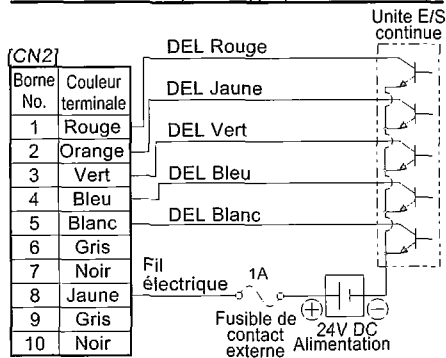 Unite E/S
continue
[CN2]
Borne No. Couleur terminale
1 Rouge
2 Orange
3 Vert
4 Bleu
5 Blanc
6 Gris
7 Noir
8 Jaune
9 Gris
10 Noir
DEL Rouge
DEL Jaune
DEL Vert
DEL Bleu
DEL Blanc
Fil
électrique
1A
Fusible de
contact
externe
+ −
24V DC
Alimentation